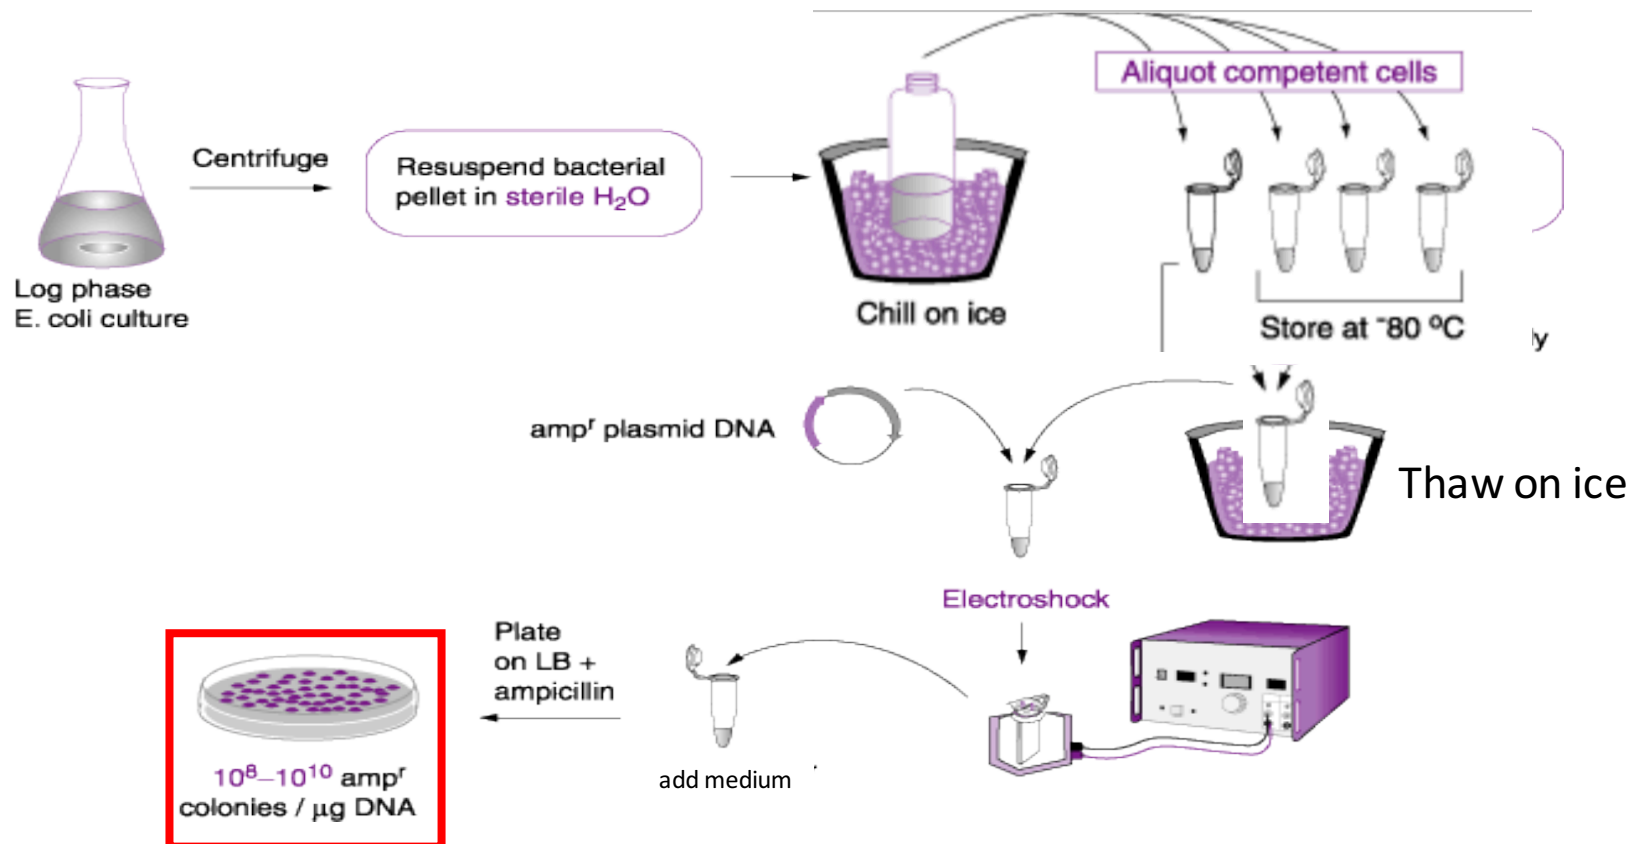 Aliquot competent cells
Centrifuge
Resuspend bacterial
pellet in sterile H₂O
Log phase
E. coli culture
Chill on ice
Store at ⁻80 ºC
ampʳ plasmid DNA
Thaw on ice
Electroshock
Plate
on LB +
ampicillin
add medium
10⁸–10¹⁰ ampʳ
colonies / µg DNA